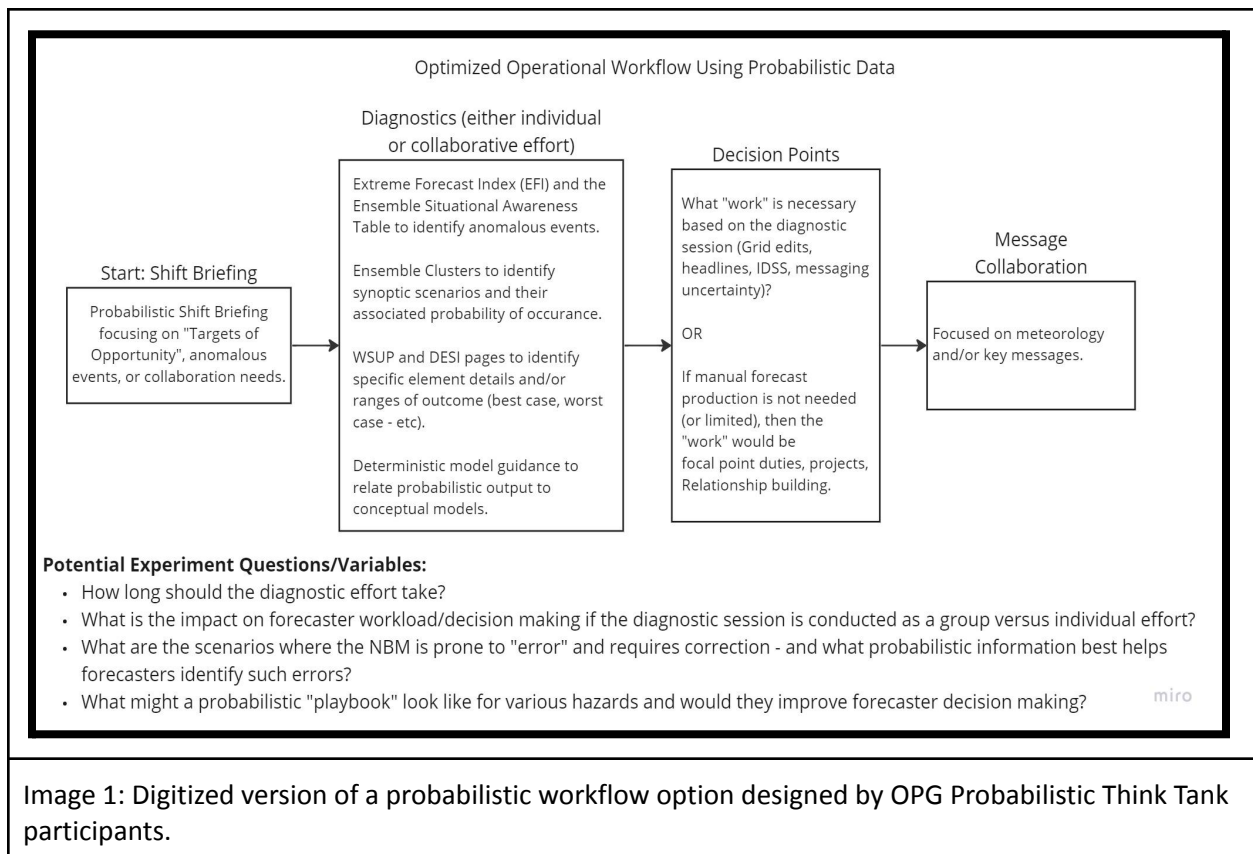 Optimized Operational Workflow Using Probabilistic Data
Start: Shift Briefing
Probabilistic Shift Briefing
focusing on "Targets of
Opportunity", anomalous
events, or collaboration needs.
Diagnostics (either individual
or collaborative effort)
Extreme Forecast Index (EFI) and the
Ensemble Situational Awareness
Table to identify anomalous events.
Ensemble Clusters to identify
synoptic scenarios and their
associated probability of occurance.
WSUP and DESI pages to identify
specific element details and/or
ranges of outcome (best case, worst
case - etc).
Deterministic model guidance to
relate probabilistic output to
conceptual models.
Decision Points
What "work" is necessary
based on the diagnostic
session (Grid edits,
headlines, IDSS, messaging
uncertainty)?
OR
If manual forecast
production is not needed
(or limited), then the
"work" would be
focal point duties, projects,
Relationship building.
Message
Collaboration
Focused on meteorology
and/or key messages.
Potential Experiment Questions/Variables:
• How long should the diagnostic effort take?
• What is the impact on forecaster workload/decision making if the diagnostic session is conducted as a group versus individual effort?
• What are the scenarios where the NBM is prone to "error" and requires correction - and what probabilistic information best helps
forecasters identify such errors?
• What might a probabilistic "playbook" look like for various hazards and would they improve forecaster decision making?
miro
Image 1: Digitized version of a probabilistic workflow option designed by OPG Probabilistic Think Tank
participants.